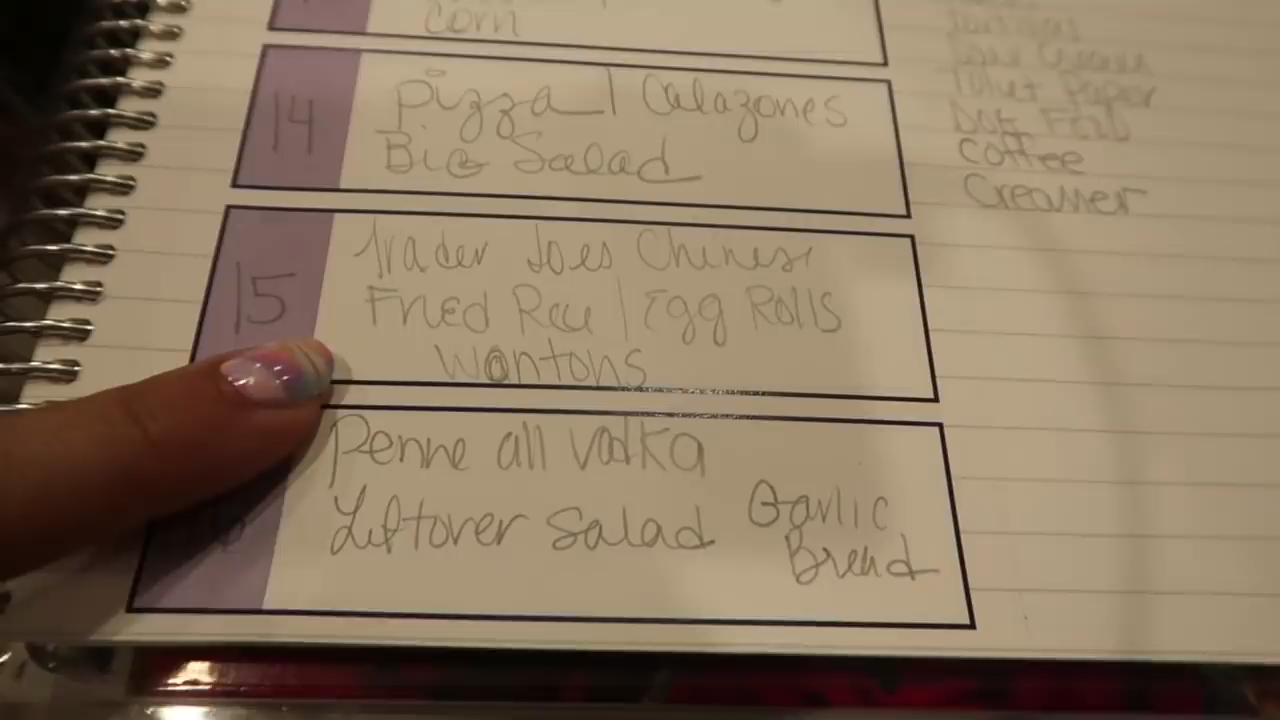 corn
14
Pizza | Calazones
Big Salad
15
Trader Joes Chinese
Fried Rice | Egg Rolls
Wontons
Penne all Vodka
Leftover Salad Garlic
Bread
Sour Cream
Toilet Paper
Dog Food
Coffee
Creamer